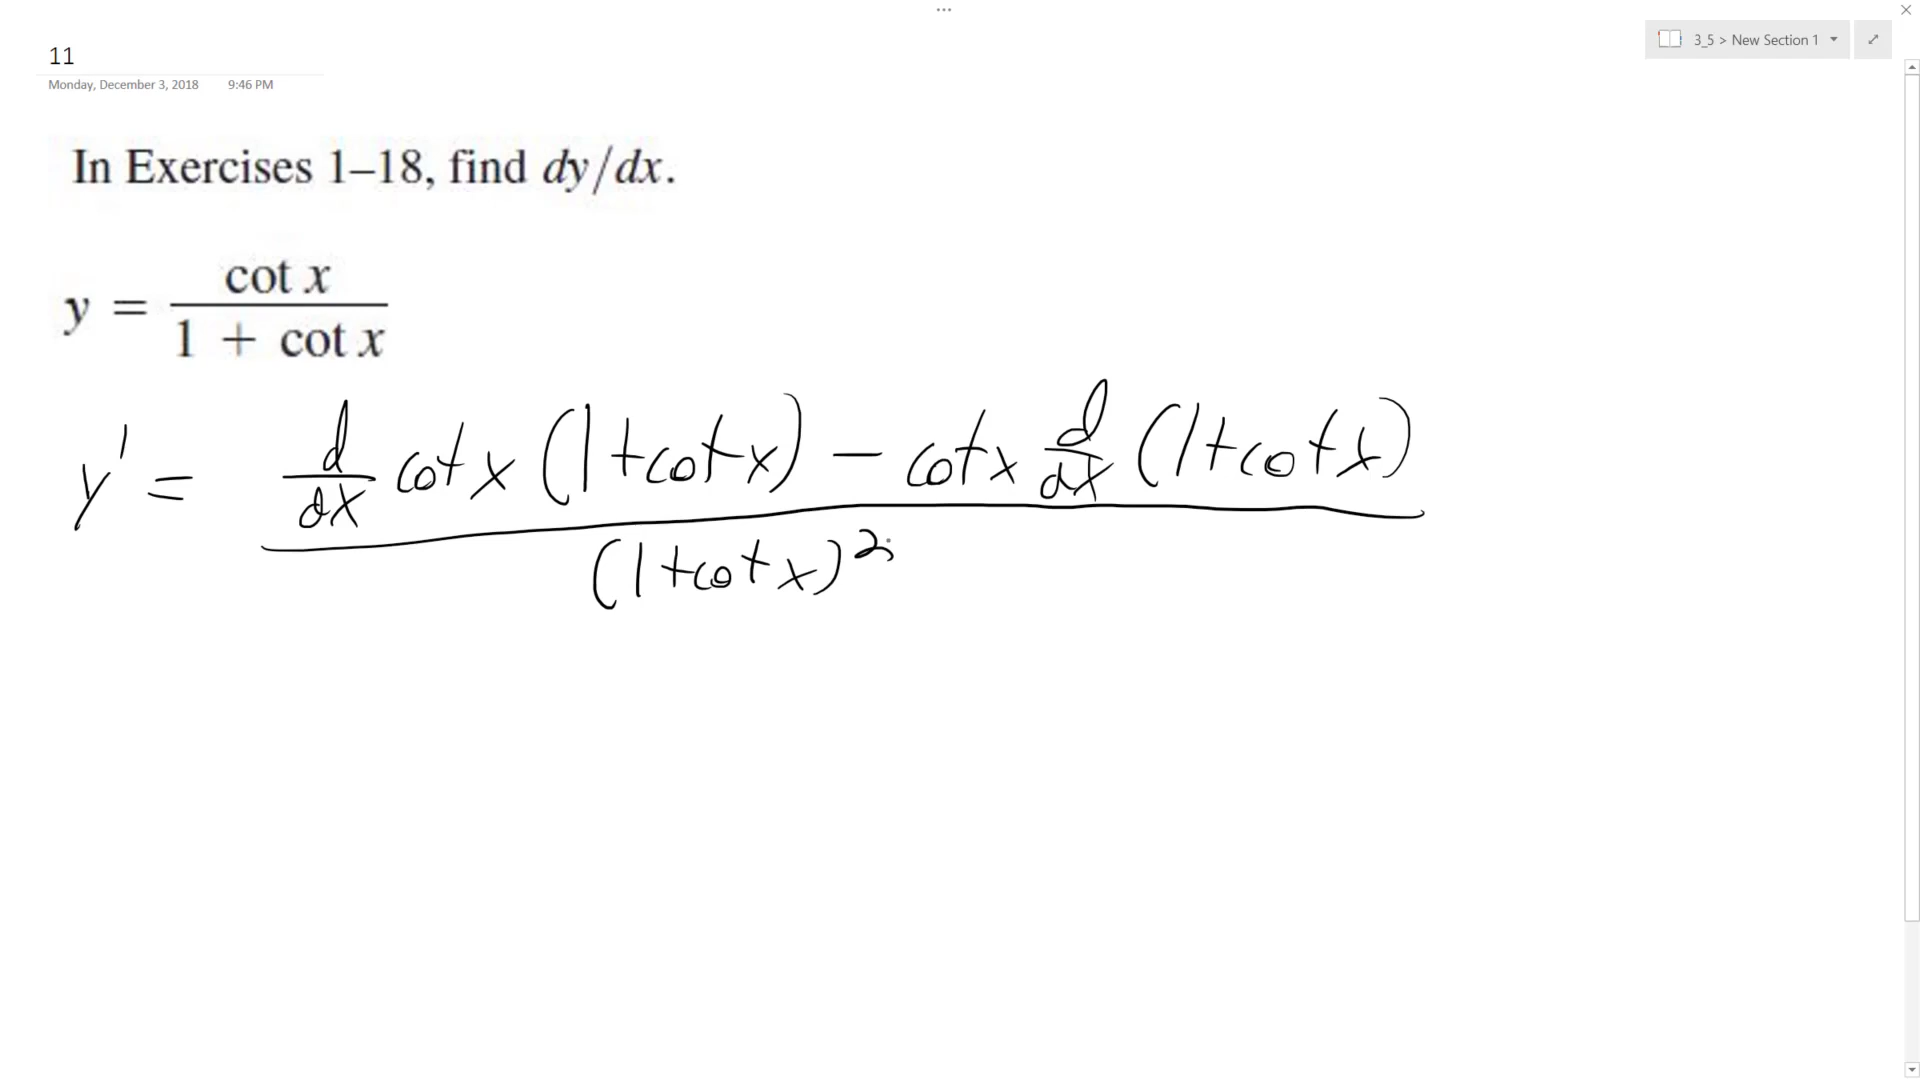 ...
3_5 > New Section 1
11
Monday, December 3, 2018 9:46 PM
In Exercises 1–18, find dy/dx.
y = cot x / 1 + cot x
y' = d/dx cot x (1+cot x) − cot x d/dx (1+cot x) / (1+cot x)²